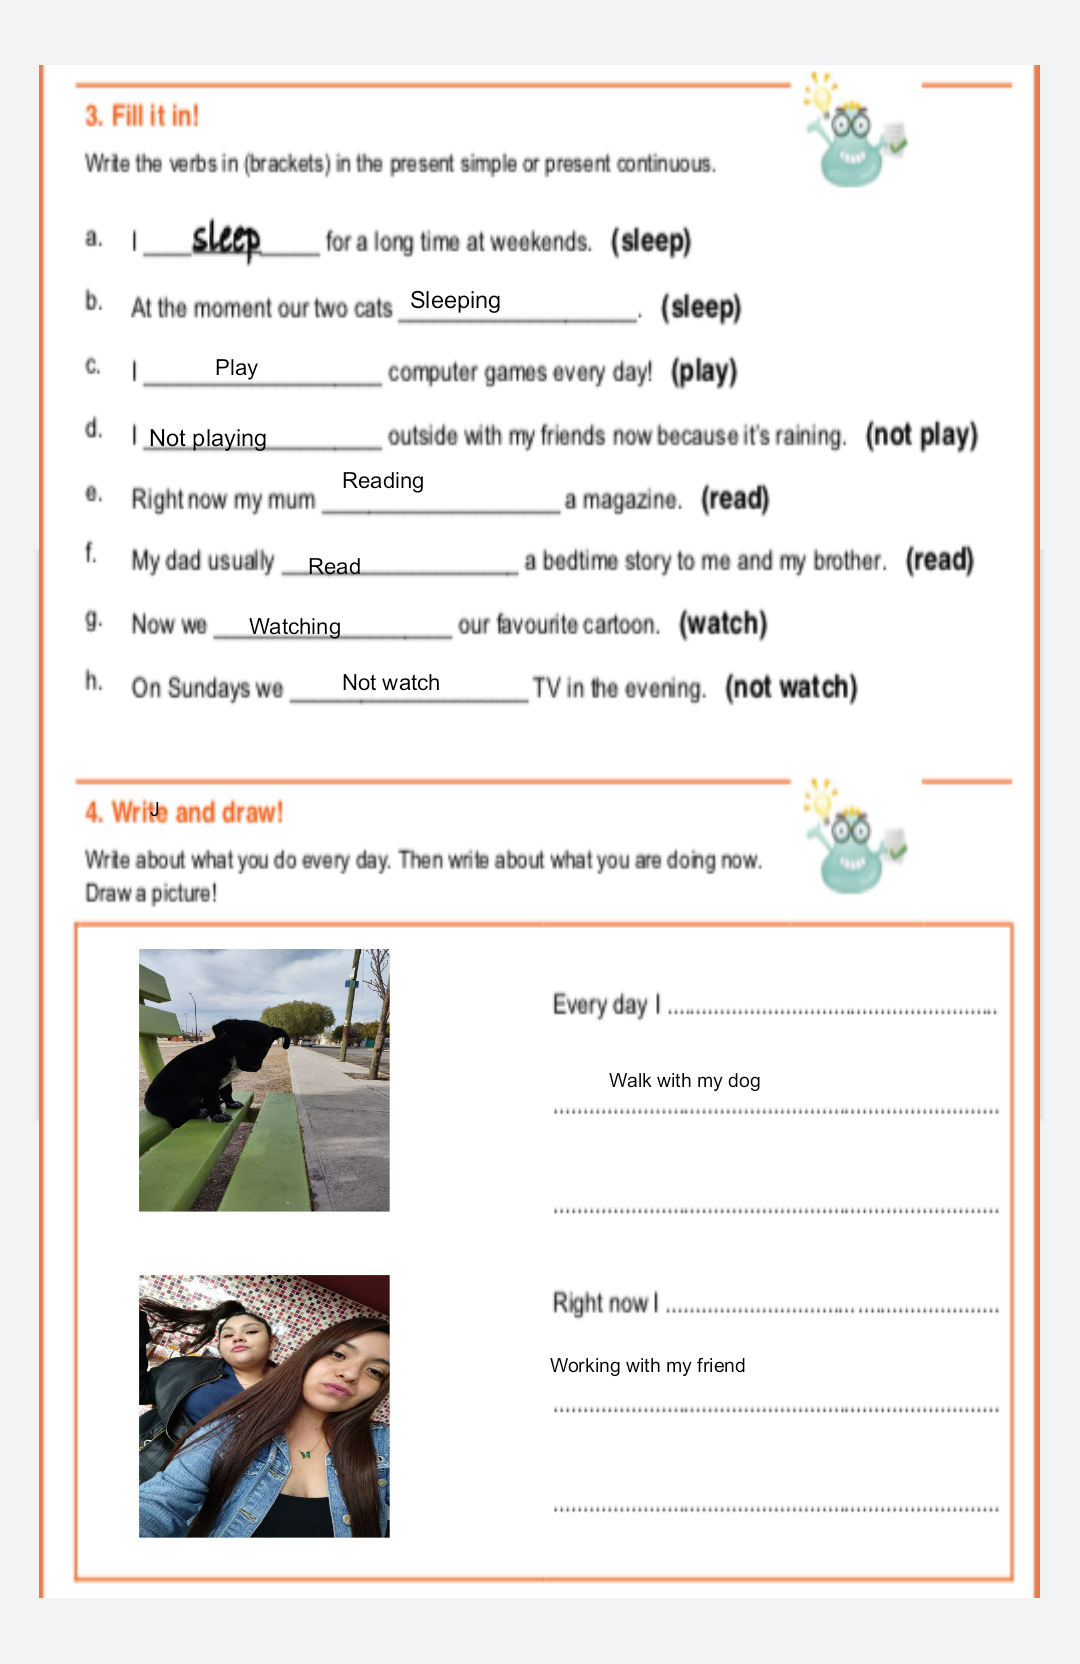 3. Fill it in!
Write the verbs in (brackets) in the present simple or present continuous.
a. I ____sleep_____ for a long time at weekends. (sleep)
b. At the moment our two cats Sleeping. (sleep)
c. I Play computer games every day! (play)
d. I Not playing outside with my friends now because it's raining. (not play)
e. Right now my mum Reading a magazine. (read)
f. My dad usually Read a bedtime story to me and my brother. (read)
g. Now we Watching our favourite cartoon. (watch)
h. On Sundays we Not watch TV in the evening. (not watch)
4. Write and draw!
J
Write about what you do every day. Then write about what you are doing now.
Draw a picture!
Every day I ........................................................
Walk with my dog
Right now I ........................................................
Working with my friend